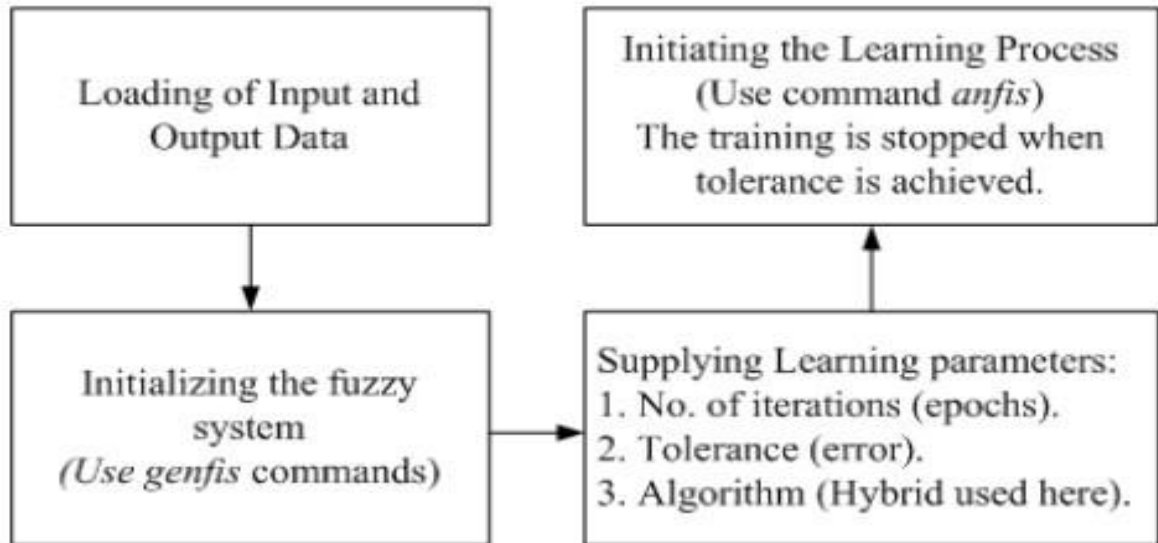 Loading of Input and
Output Data
Initializing the fuzzy
system
(Use genfis commands)
Supplying Learning parameters:
1. No. of iterations (epochs).
2. Tolerance (error).
3. Algorithm (Hybrid used here).
Initiating the Learning Process
(Use command anfis)
The training is stopped when
tolerance is achieved.